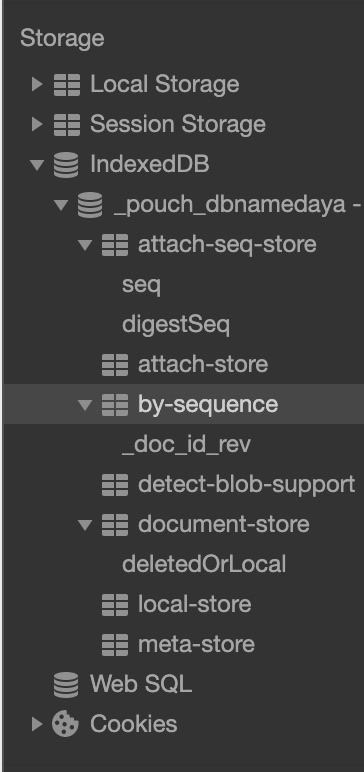 Storage
Local Storage
Session Storage
IndexedDB
_pouch_dbnamedaya -
attach-seq-store
seq
digestSeq
attach-store
by-sequence
_doc_id_rev
detect-blob-support
document-store
deletedOrLocal
local-store
meta-store
Web SQL
Cookies